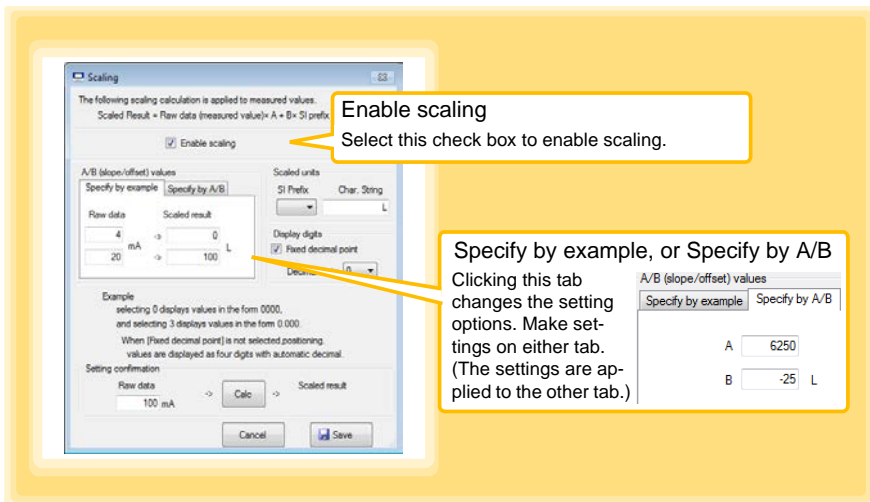 Scaling
The following scaling calculation is applied to measured values.
Scaled Result = Raw data (measured value)× A + B× SI prefix
Enable scaling
Enable scaling
Select this check box to enable scaling.
A/B (slope/offset) values
Specify by example Specify by A/B
Raw data Scaled result
4 -> 0
mA L
20 -> 100
Scaled units
SI Prefix Char. String
L
Display digits
Fixed decimal point
0
Specify by example, or Specify by A/B
Clicking this tab
changes the setting
options. Make set-
tings on either tab.
(The settings are ap-
plied to the other tab.)
A/B (slope/offset) values
Specify by example Specify by A/B
A 6250
B -25 L
Example
selecting 0 displays values in the form 0000,
and selecting 3 displays values in the form 0.000.
When [Fixed decimal point] is not selected,positioning.
values are displayed as four digits with automatic decimal.
Setting confirmation
Raw data Scaled result
100 mA -> Calc ->
Cancel Save